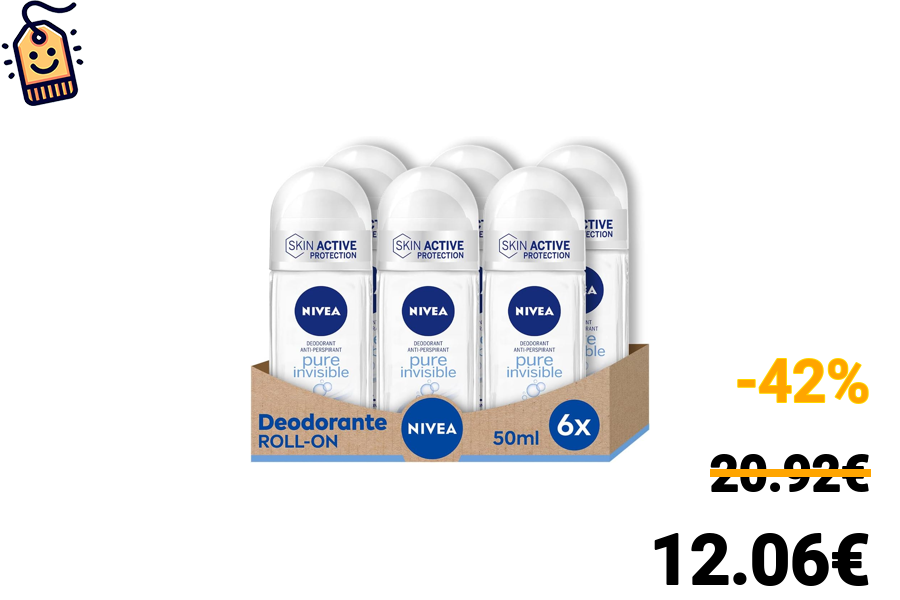 SKIN ACTIVE
PROTECTION
SKIN ACTIVE
PROTECTION
SKIN ACTIVE
PROTECTION
TIVE
ECTION
NIVEA
NIVEA
NIVEA
DEODORANT
ANTI-PERSPIRANT
pure
invisible
DEODORANT
ANTI-PERSPIRANT
pure
invisible
DEODORANT
ANTI-PERSPIRANT
pure
invisible
Deodorante
ROLL-ON
NIVEA
50ml
6x
-42%
20.92€
12.06€